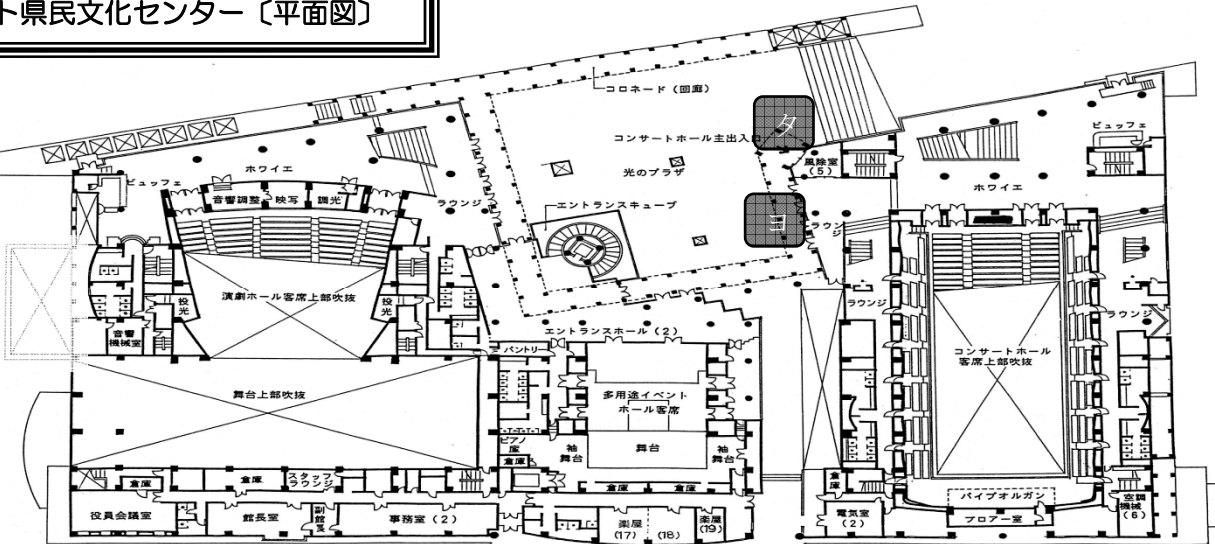 ト県民文化センター〔平面図〕
コロネード（回廊）
コンサートホール主出入口
タ
光のプラザ
風除室
(5)
エントランスキューブ
ヨ
ラウンジ
ビュッフェ
ホワイエ
音響調整
映写
調光
ラウンジ
ビュッフェ
ホワイエ
投光
演劇ホール客席上部吹抜
投光
音響
機械室
エントランスホール（2）
ラウンジ
ラウンジ
コンサートホール
客席上部吹抜
パントリー
舞台上部吹抜
多用途イベント
ホール客席
ピアノ
庫
倉庫
袖
舞台
舞台
袖
舞台
倉庫
倉庫
スタッフ
ラウンジ
倉庫
倉庫
倉庫
役員会議室
館長室
副館長
事務室（2）
楽屋
(17)
(18)
楽屋
(19)
電気室
(2)
パイプオルガン
ブロアー室
空調
機械
(6)